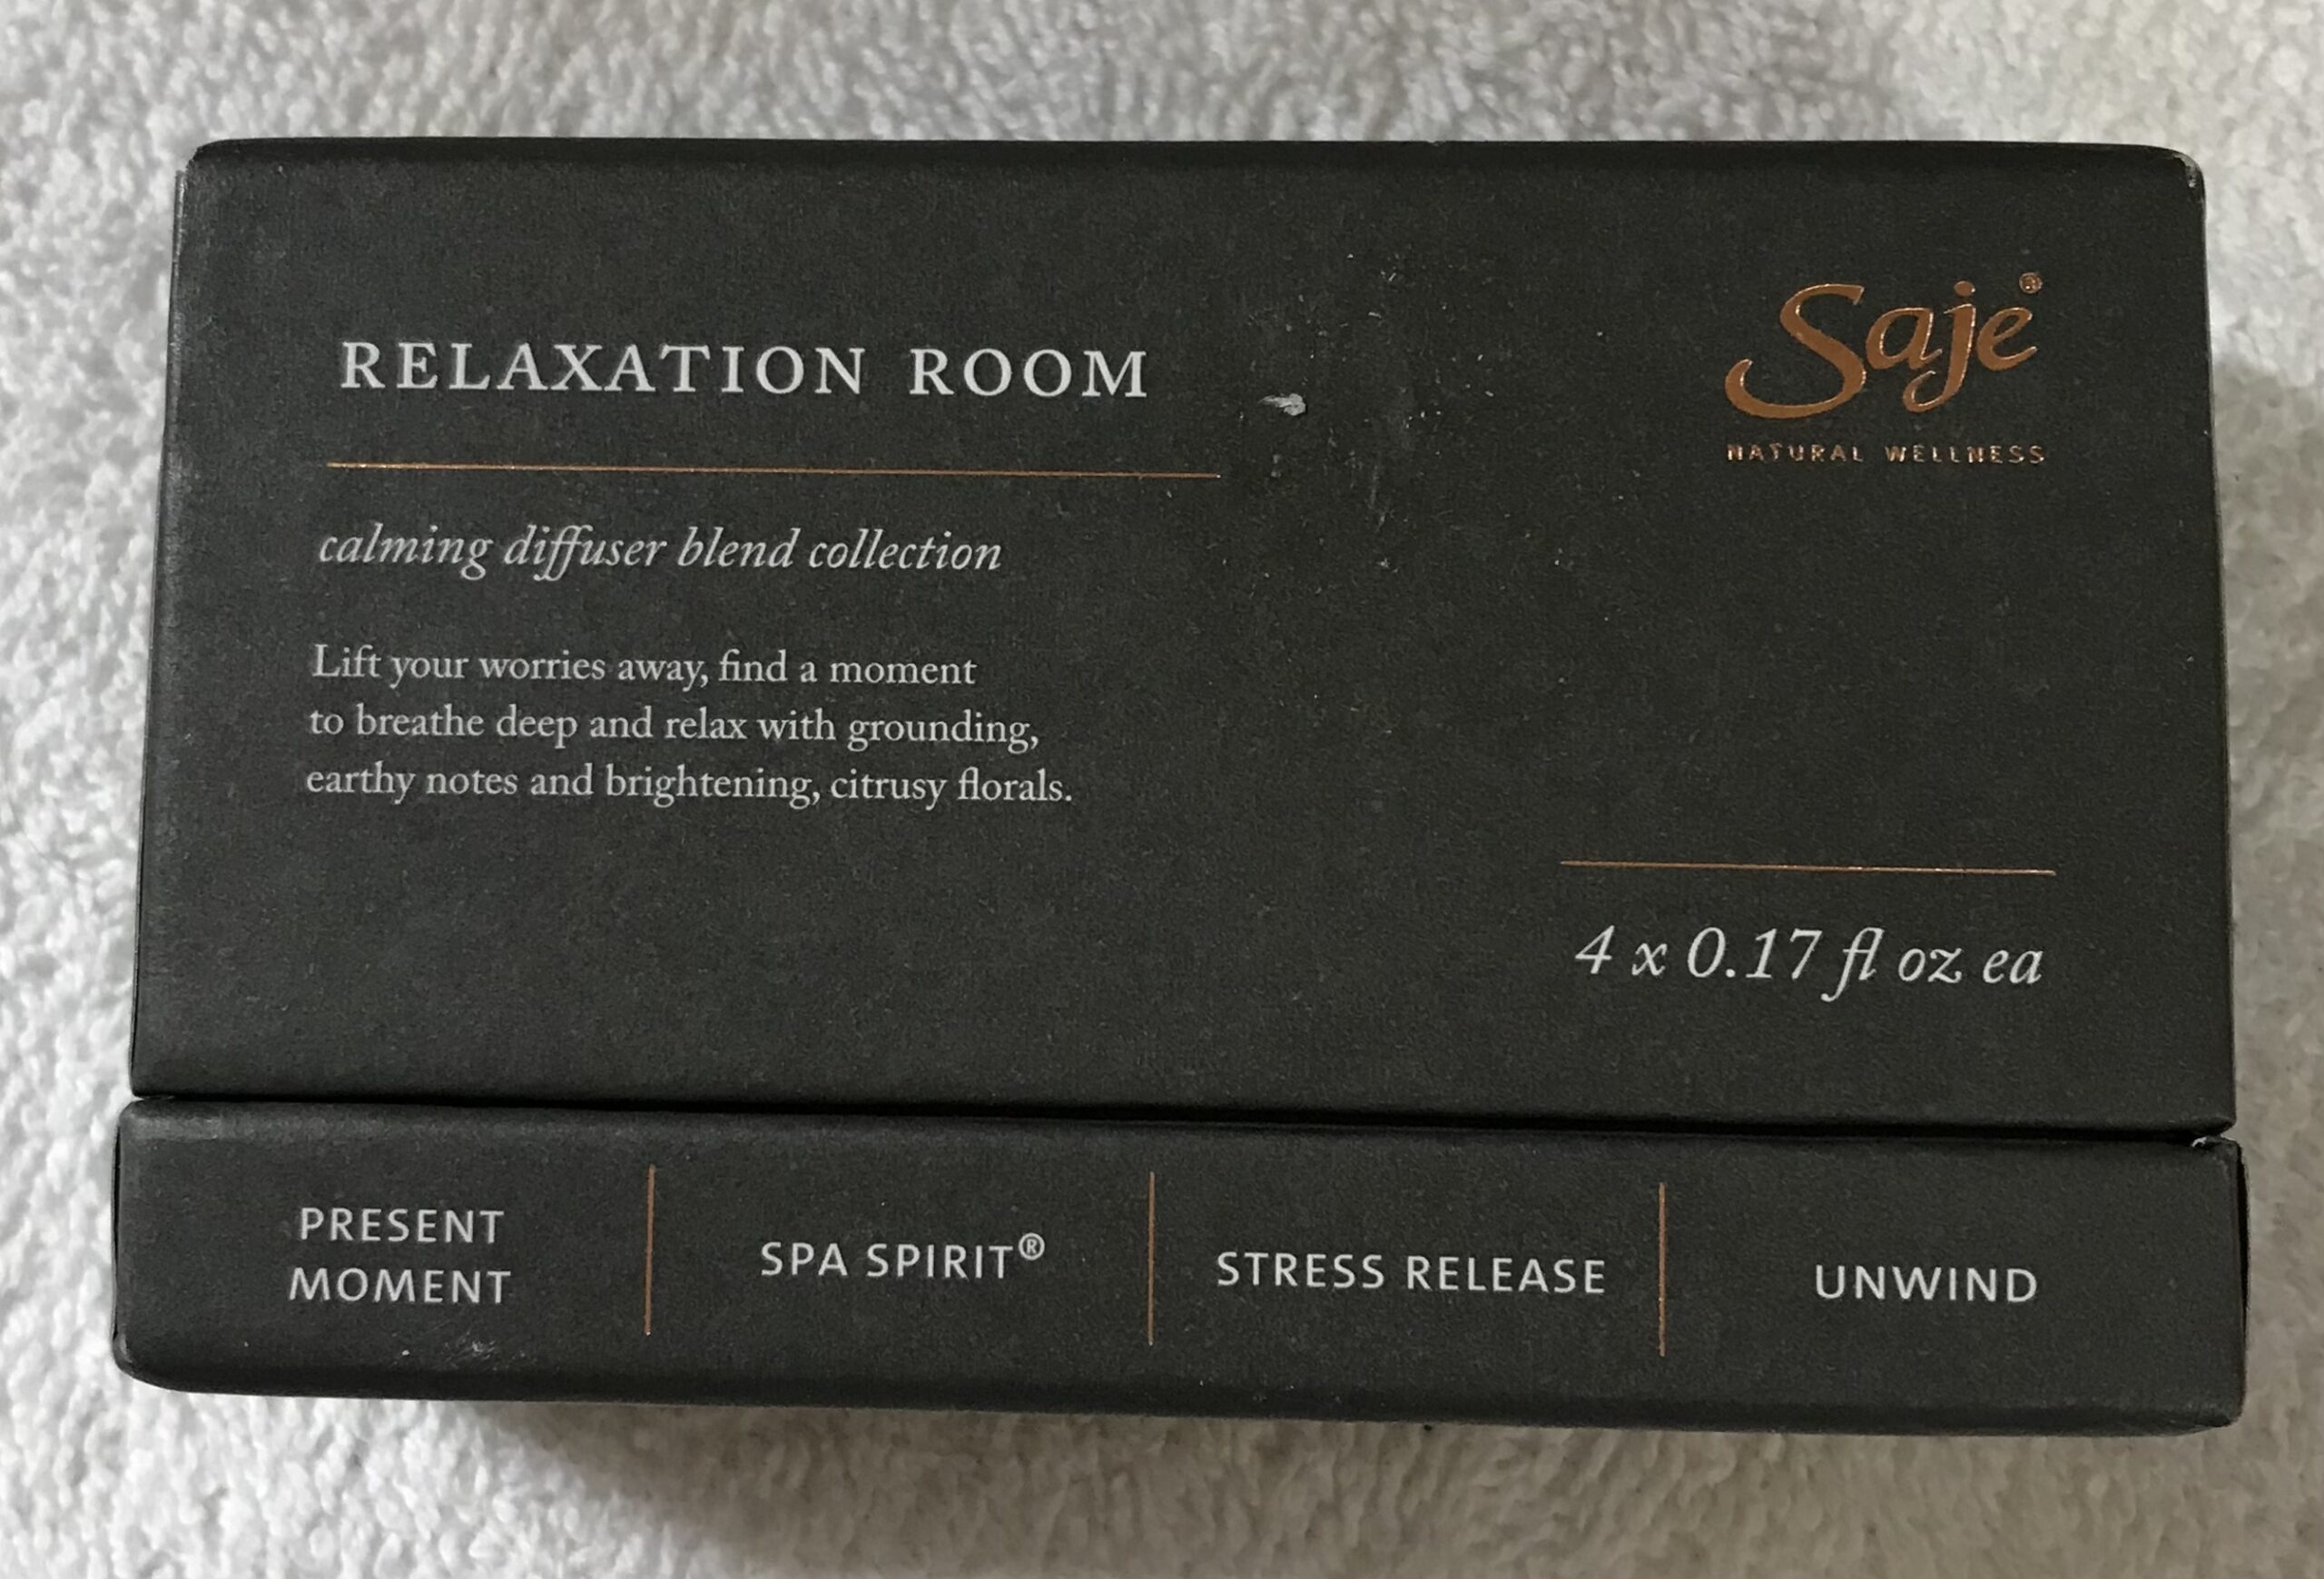 RELAXATION ROOM
Saje®
NATURAL WELLNESS
calming diffuser blend collection
Lift your worries away, find a moment
to breathe deep and relax with grounding,
earthy notes and brightening, citrusy florals.
4 x 0.17 fl oz ea
PRESENT
MOMENT
SPA SPIRIT®
STRESS RELEASE
UNWIND